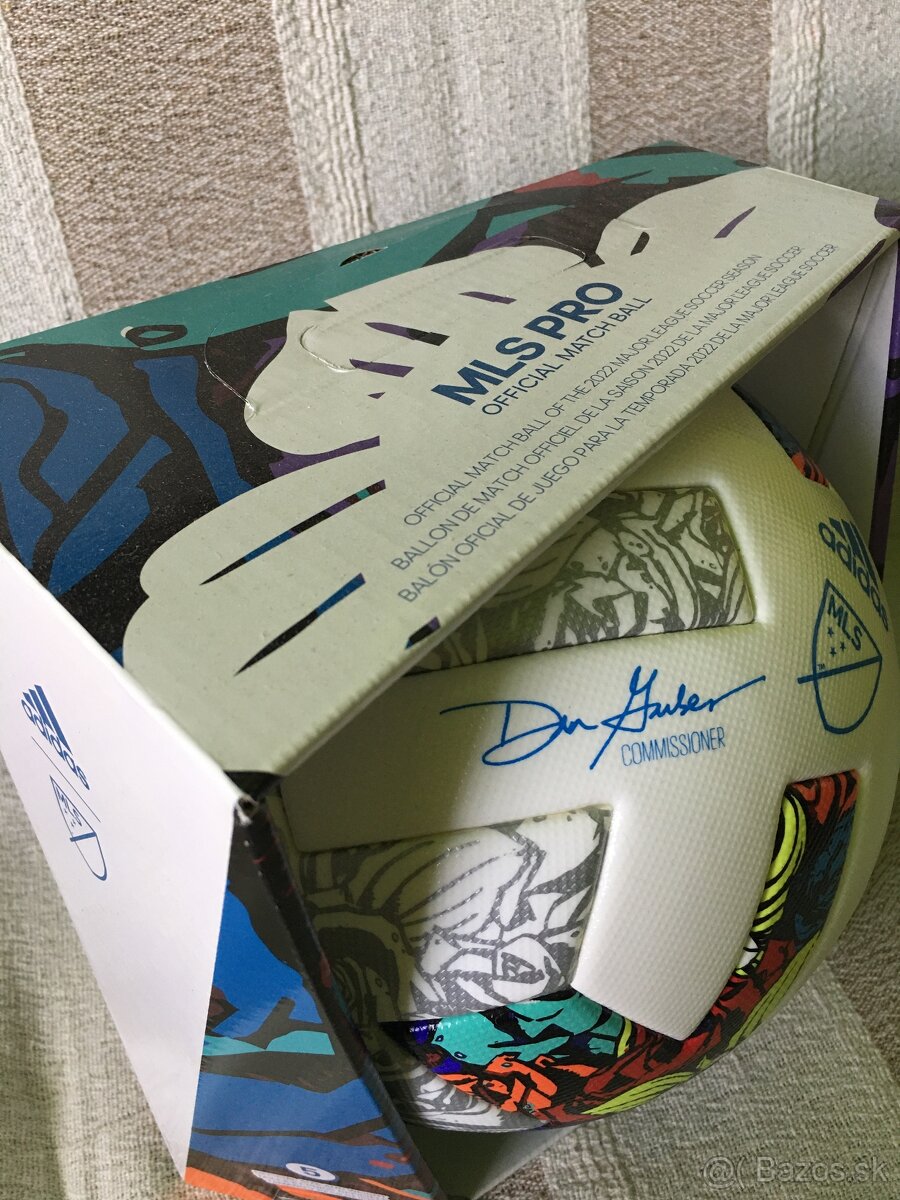 MLS PRO
OFFICIAL MATCH BALL
OFFICIAL MATCH BALL OF THE 2022 MAJOR LEAGUE SOCCER SEASON
BALLON DE MATCH OFFICIEL DE LA SAISON 2022 DE LA MAJOR LEAGUE SOCCER
BALÓN OFICIAL DE JUEGO PARA LA TEMPORADA 2022 DE LA MAJOR LEAGUE SOCCER
adidas
MLS
TM
Don Garber
COMMISSIONER
adidas
MLS
5
@ Bazos.sk